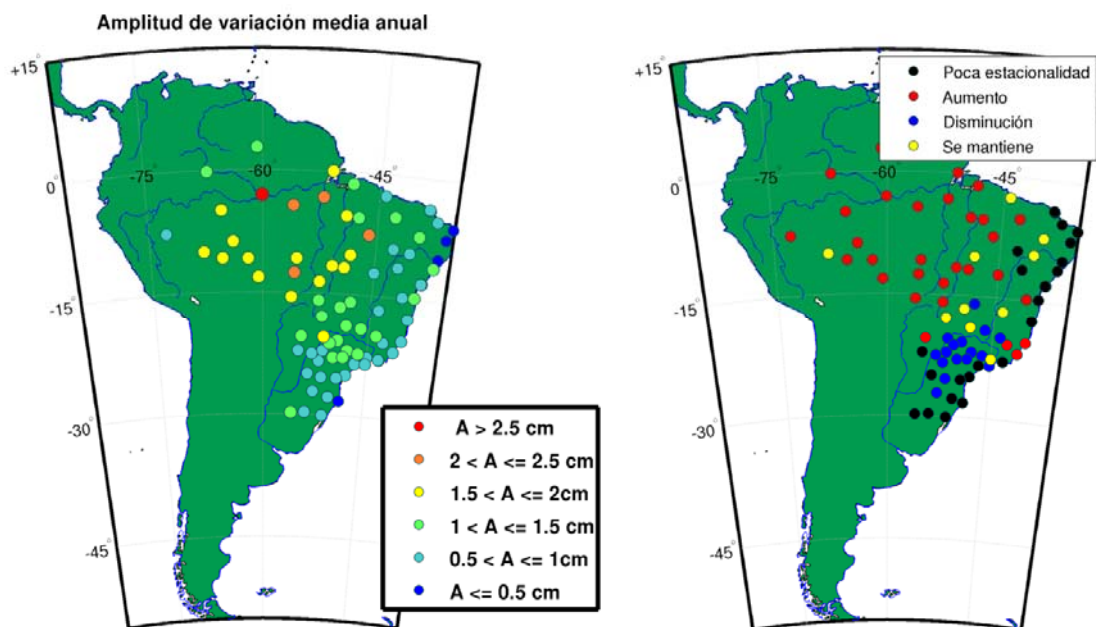 Amplitud de variación media anual
+15°
0°
-15°
-30°
-45°
-75°
-60°
-45°
A > 2.5 cm
2 < A <= 2.5 cm
1.5 < A <= 2cm
1 < A <= 1.5 cm
0.5 < A <= 1cm
A <= 0.5 cm
+15°
0°
-15°
-30°
-45°
-75°
-60°
-45°
Poca estacionalidad
Aumento
Disminución
Se mantiene